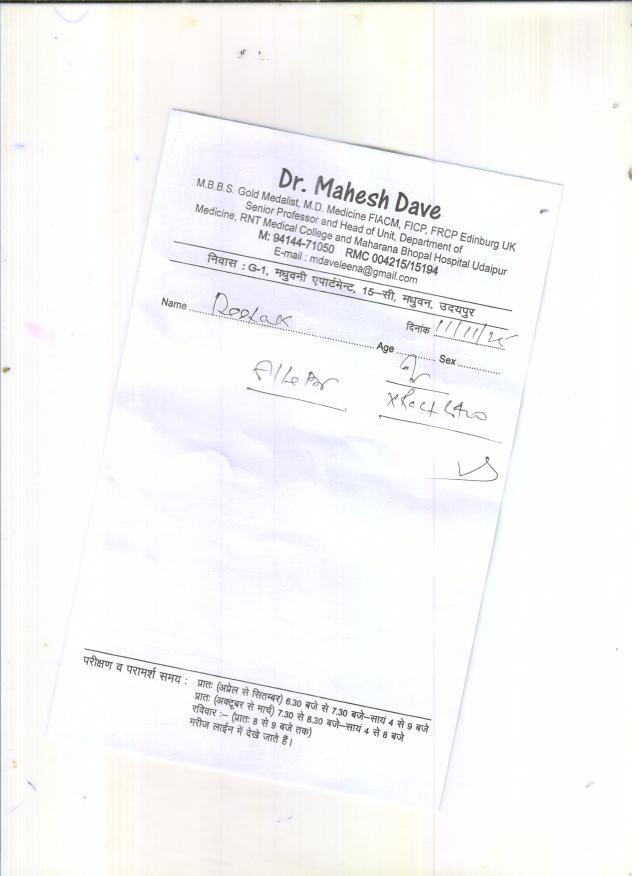 Dr. Mahesh Dave
M.B.B.S. Gold Medalist, M.D. Medicine FIACM, FICP, FRCP Edinburg UK
Senior Professor and Head of Unit, Department of
Medicine, RNT Medical College and Maharana Bhopal Hospital Udaipur
M: 94144-71050 RMC 004215/15194
E-mail : mdaveleena@gmail.com
निवास : G-1, मधुवनी एपार्टमेन्ट, 15–सी, मधुवन, उदयपुर
दिनांक 11/11/25
Name Deepak Age Sex
परीक्षण व परामर्श समय : प्रातः (अप्रेल से सितम्बर) 6.30 बजे से 7.30 बजे–सायं 4 से 9 बजे
प्रातः (अक्टूबर से मार्च) 7.30 से 8.30 बजे–सायं 4 से 8 बजे
रविवार :– (प्रातः 8 से 9 बजे तक)
मरीज लाईन में देखे जाते हैं।